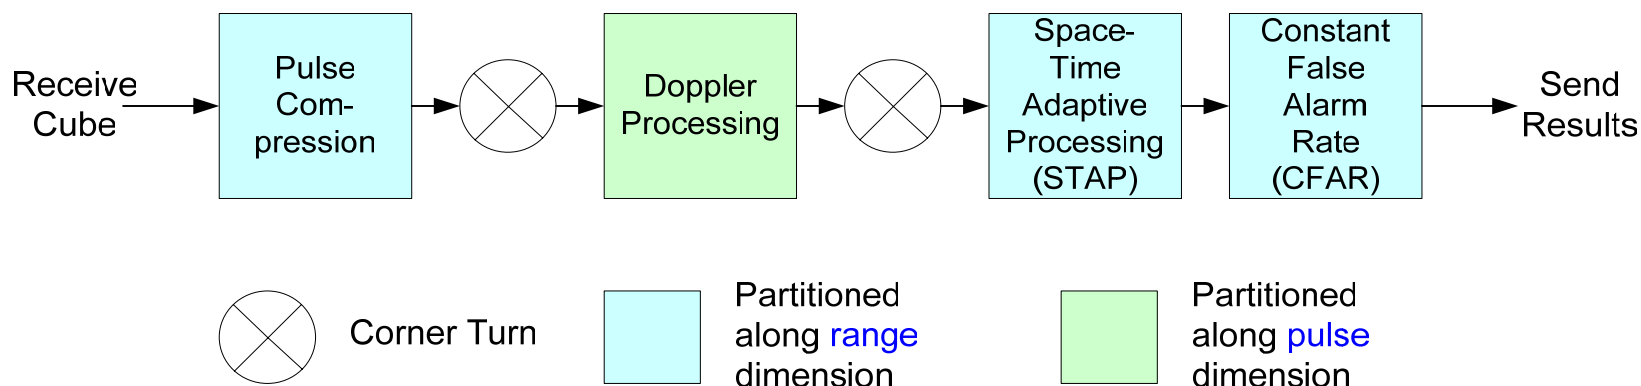 Receive
Cube
Pulse
Com-
pression
Doppler
Processing
Space-
Time
Adaptive
Processing
(STAP)
Constant
False
Alarm
Rate
(CFAR)
Send
Results
Corner Turn
Partitioned
along range
dimension
Partitioned
along pulse
dimension